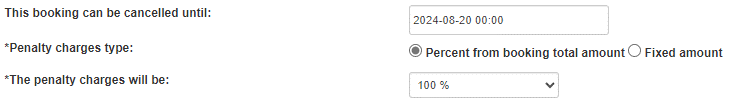 This booking can be cancelled until: 2024-08-20 00:00
*Penalty charges type: Percent from booking total amount Fixed amount
*The penalty charges will be: 100 %